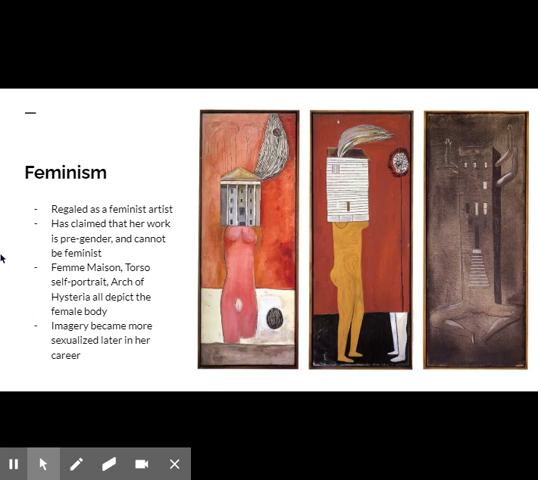 Feminism
- Regaled as a feminist artist
- Has claimed that her work
is pre-gender, and cannot
be feminist
- Femme Maison, Torso
self-portrait, Arch of
Hysteria all depict the
female body
- Imagery became more
sexualized later in her
career